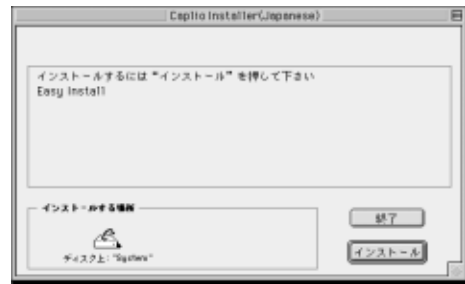 Caplio Installer(Japanese)
インストールするには “インストール” を押して下さい
Easy Install
インストールする場所
ディスク上: "System"
終了
インストール